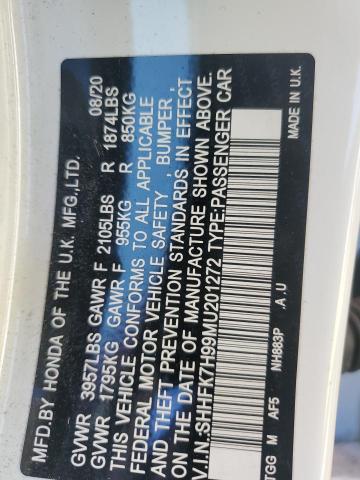 MFD.BY HONDA OF THE U.K. MFG.,LTD. 08/20
GVWR 3957LBS GAWR F 2105LBS R 1874LBS
GVWR 1795KG GAWR F 955KG R 850KG
THIS VEHICLE CONFORMS TO ALL APPLICABLE
FEDERAL MOTOR VEHICLE SAFETY, BUMPER,
AND THEFT PREVENTION STANDARDS IN EFFECT
ON THE DATE OF MANUFACTURE SHOWN ABOVE.
V.I.N:SHHFK7H99MU201272 TYPE:PASSENGER CAR
TGG M AF5 NH883P .A.U MADE IN U.K.